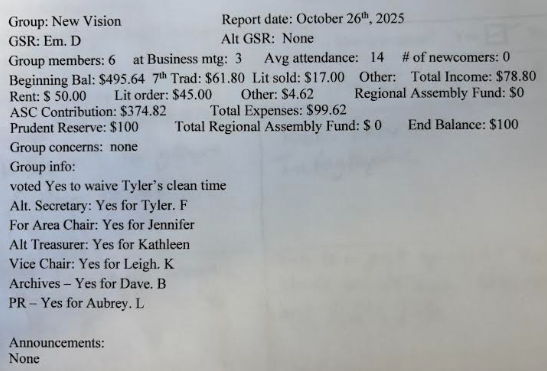 Group: New Vision Report date: October 26th, 2025
GSR: Em. D Alt GSR: None
Group members: 6 at Business mtg: 3 Avg attendance: 14 # of newcomers: 0
Beginning Bal: $495.64 7th Trad: $61.80 Lit sold: $17.00 Other: Total Income: $78.80
Rent: $ 50.00 Lit order: $45.00 Other: $4.62 Regional Assembly Fund: $0
ASC Contribution: $374.82 Total Expenses: $99.62
Prudent Reserve: $100 Total Regional Assembly Fund: $ 0 End Balance: $100
Group concerns: none
Group info:
voted Yes to waive Tyler’s clean time
Alt. Secretary: Yes for Tyler. F
For Area Chair: Yes for Jennifer
Alt Treasurer: Yes for Kathleen
Vice Chair: Yes for Leigh. K
Archives – Yes for Dave. B
PR – Yes for Aubrey. L
Announcements:
None